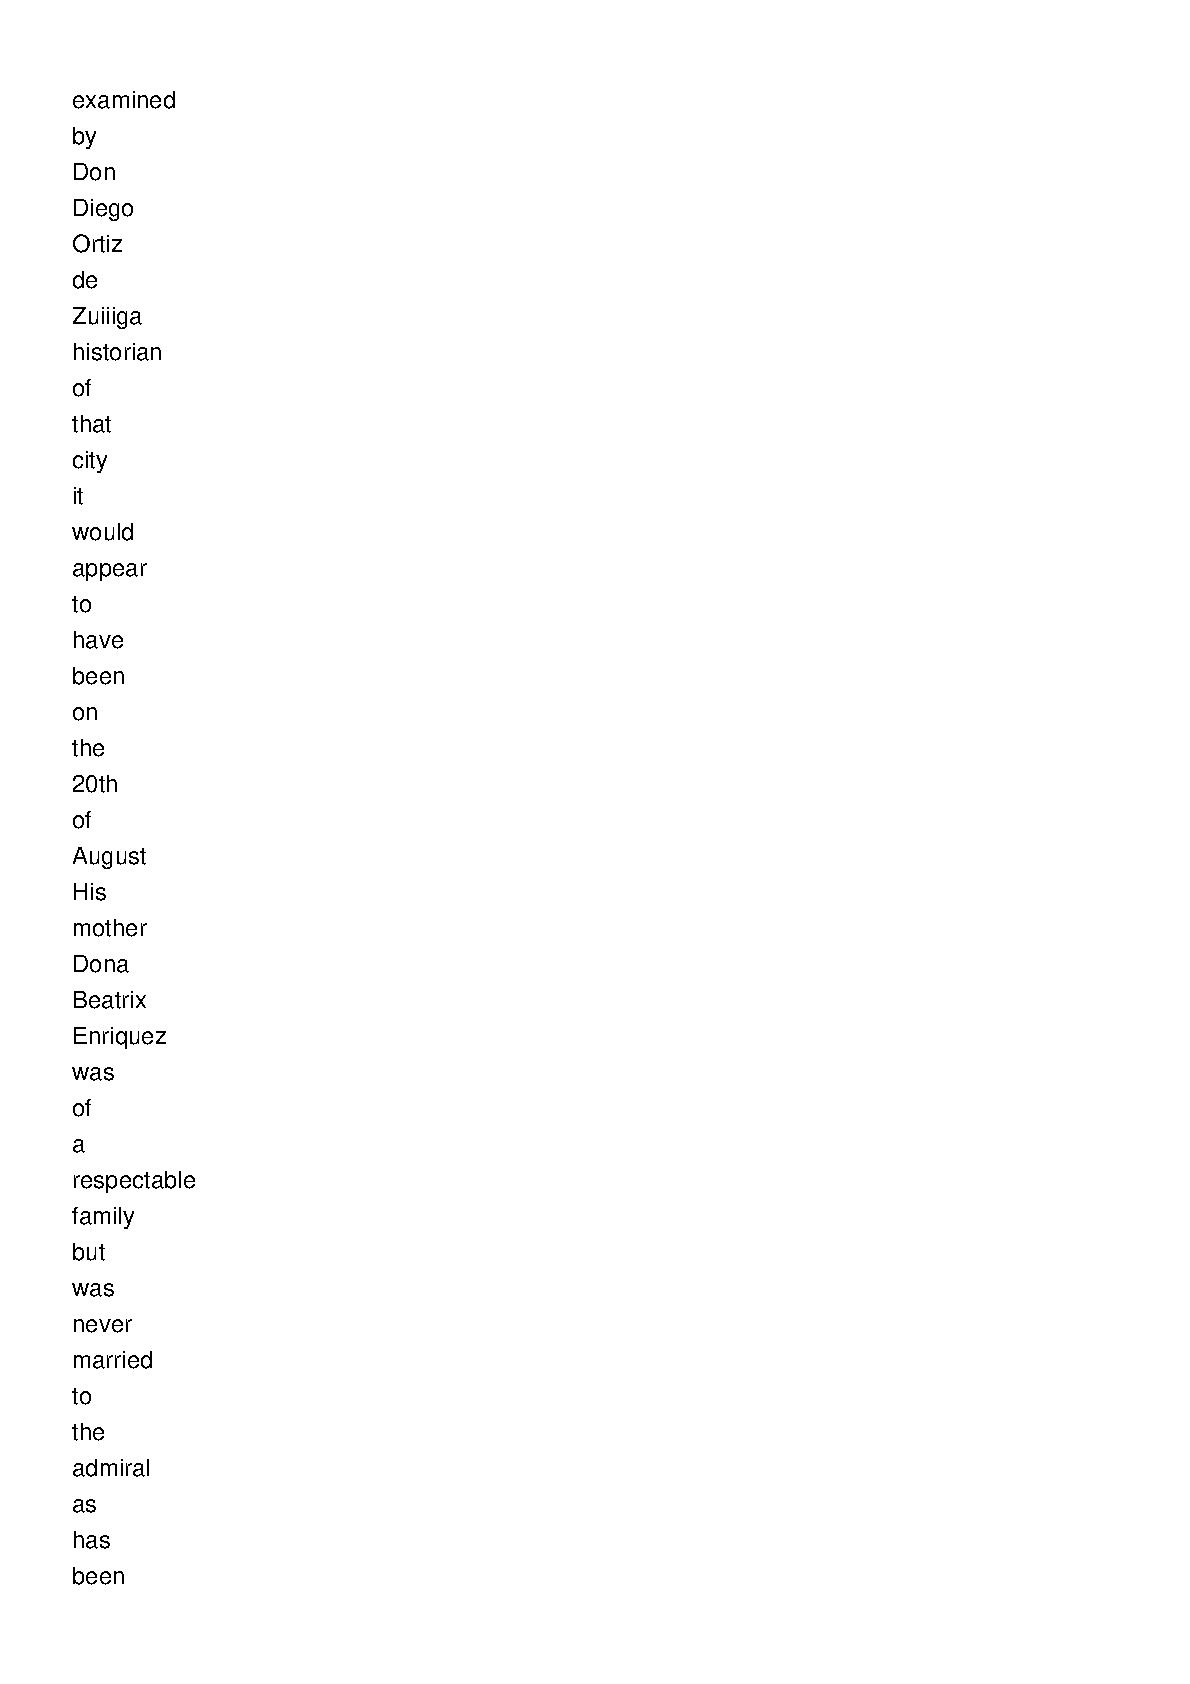 examined
by
Don
Diego
Ortiz
de
Zuiiiga
historian
of
that
city
it
would
appear
to
have
been
on
the
20th
of
August
His
mother
Dona
Beatrix
Enriquez
was
of
a
respectable
family
but
was
never
married
to
the
admiral
as
has
been